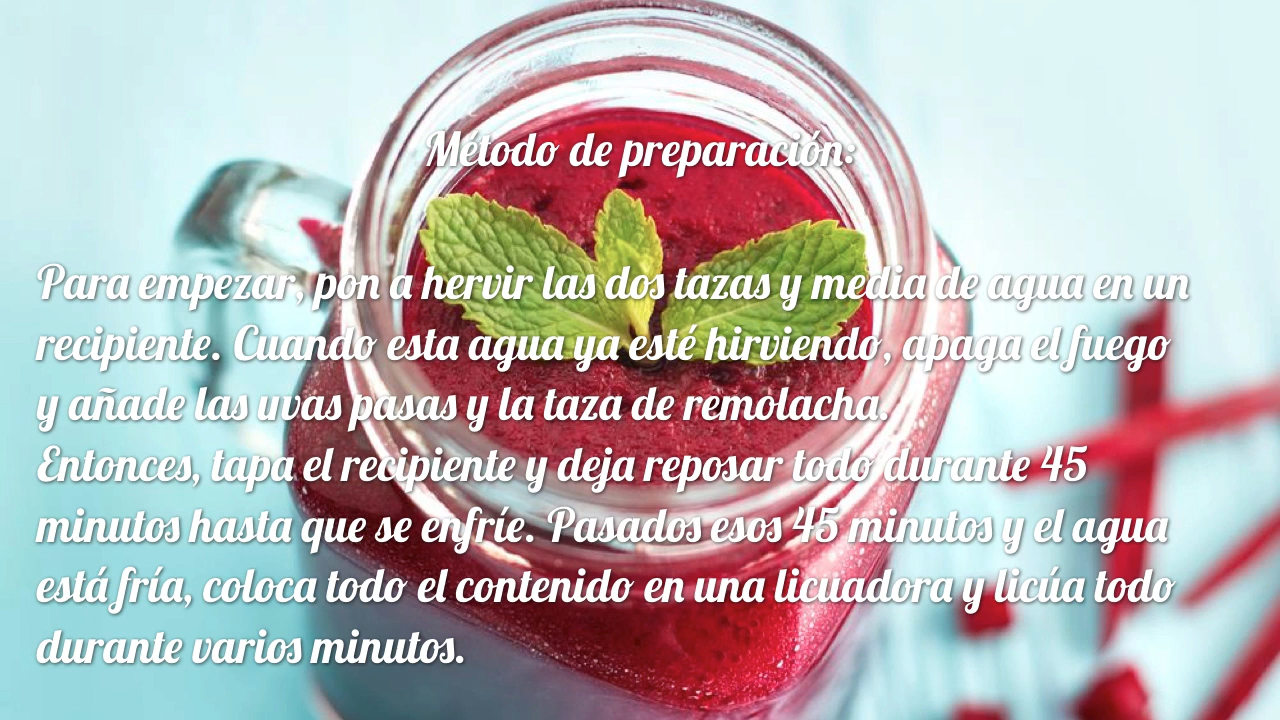 Método de preparación:
Para empezar, pon a hervir las dos tazas y media de agua en un
recipiente. Cuando esta agua ya esté hirviendo, apaga el fuego
y añade las uvas pasas y la taza de remolacha.
Entonces, tapa el recipiente y deja reposar todo durante 45
minutos hasta que se enfríe. Pasados esos 45 minutos y el agua
está fría, coloca todo el contenido en una licuadora y licúa todo
durante varios minutos.